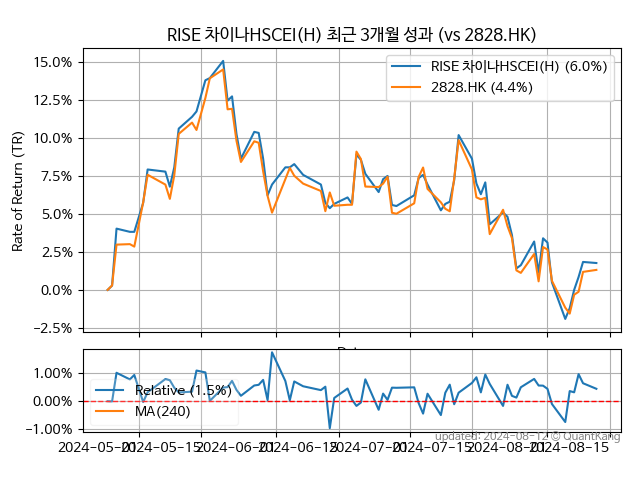 RISE 차이나HSCEI(H) 최근 3개월 성과 (vs 2828.HK)
15.0%
12.5%
10.0%
7.5%
5.0%
2.5%
0.0%
−2.5%
Rate of Return (TR)
RISE 차이나HSCEI(H) (6.0%)
2828.HK (4.4%)
1.00%
0.00%
−1.00%
Relative (1.5%)
MA(240)
updated: 2024-08-12 © QuantKang
2024-05-01
2024-05-15
2024-06-01
2024-06-15
2024-07-01
2024-07-15
2024-08-01
2024-08-15